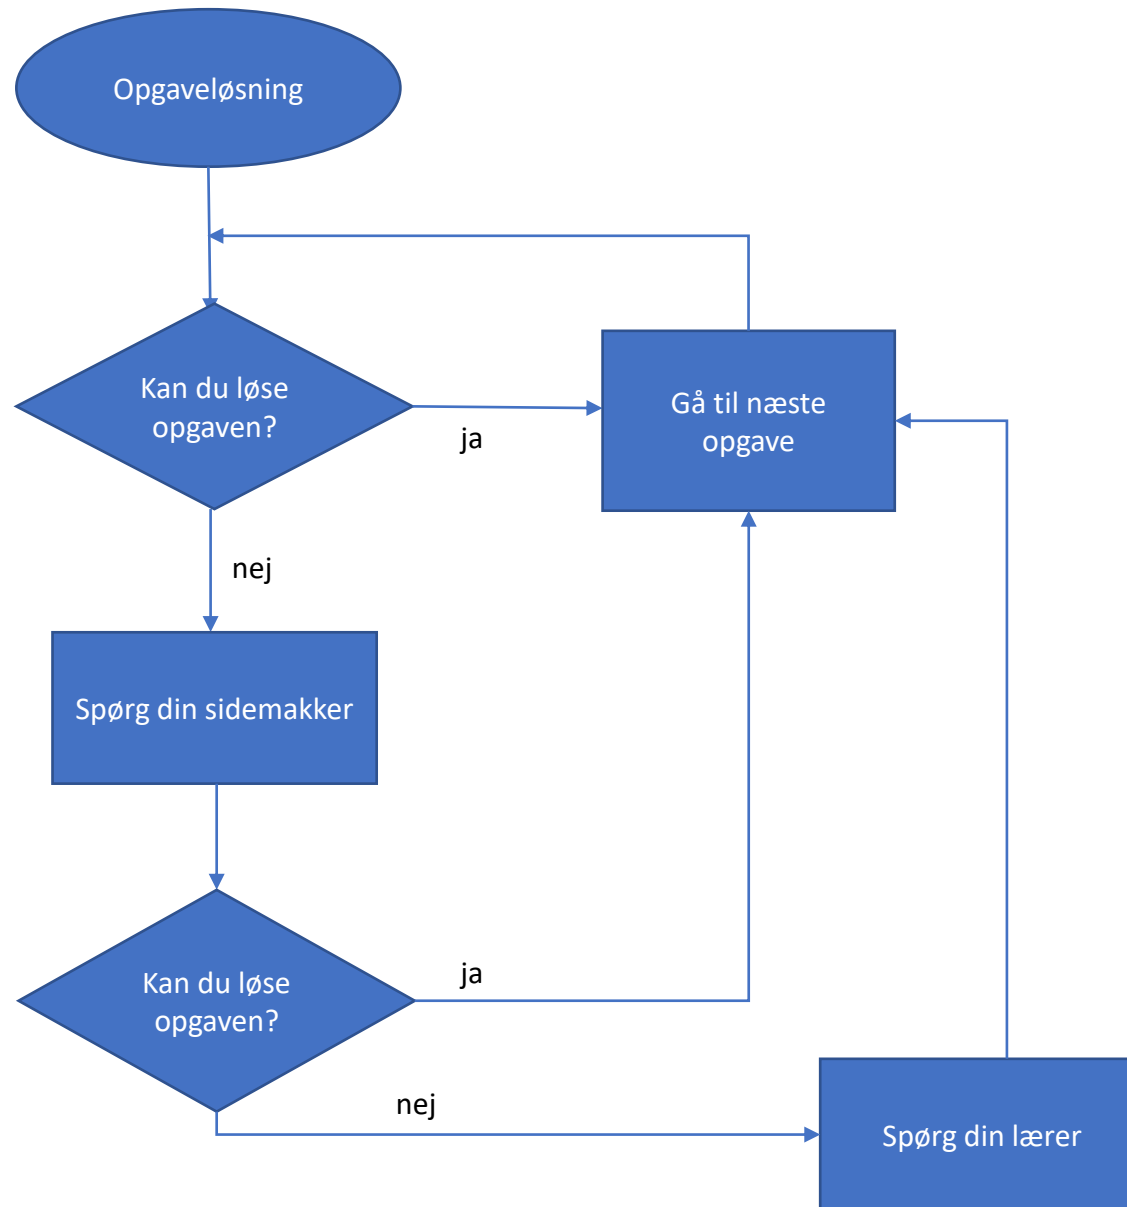 Opgaveløsning
Kan du løse
opgaven?
ja
Gå til næste
opgave
nej
Spørg din sidemakker
Kan du løse
opgaven?
ja
nej
Spørg din lærer